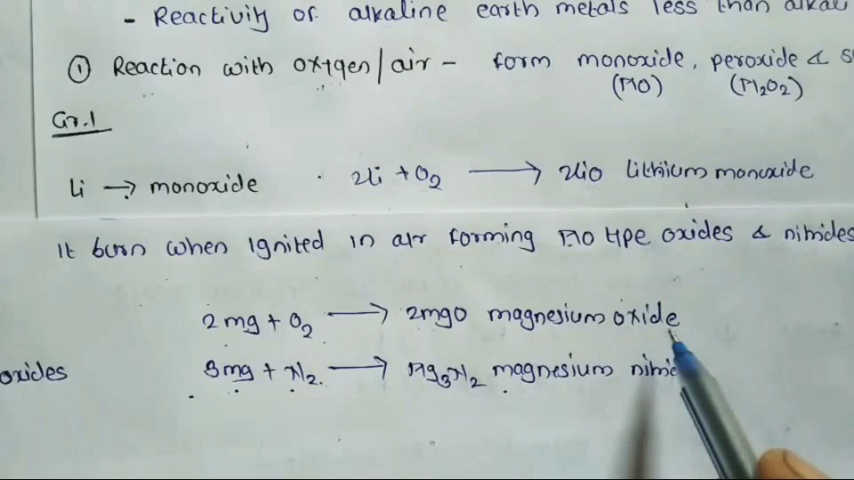 - Reactivity of alkaline earth metals less than
① Reaction with oxygen/air - form monoxide, peroxide &
(MO) (M2O2)
Gr.1
Li → monoxide 2Li + O2 → 2LiO lithium monoxide
It burn when ignited in air forming MO type oxides & nitrides
2mg + O2 → 2mgO magnesium oxide
oxides 3mg + N2 → Mg3N2 magnesium